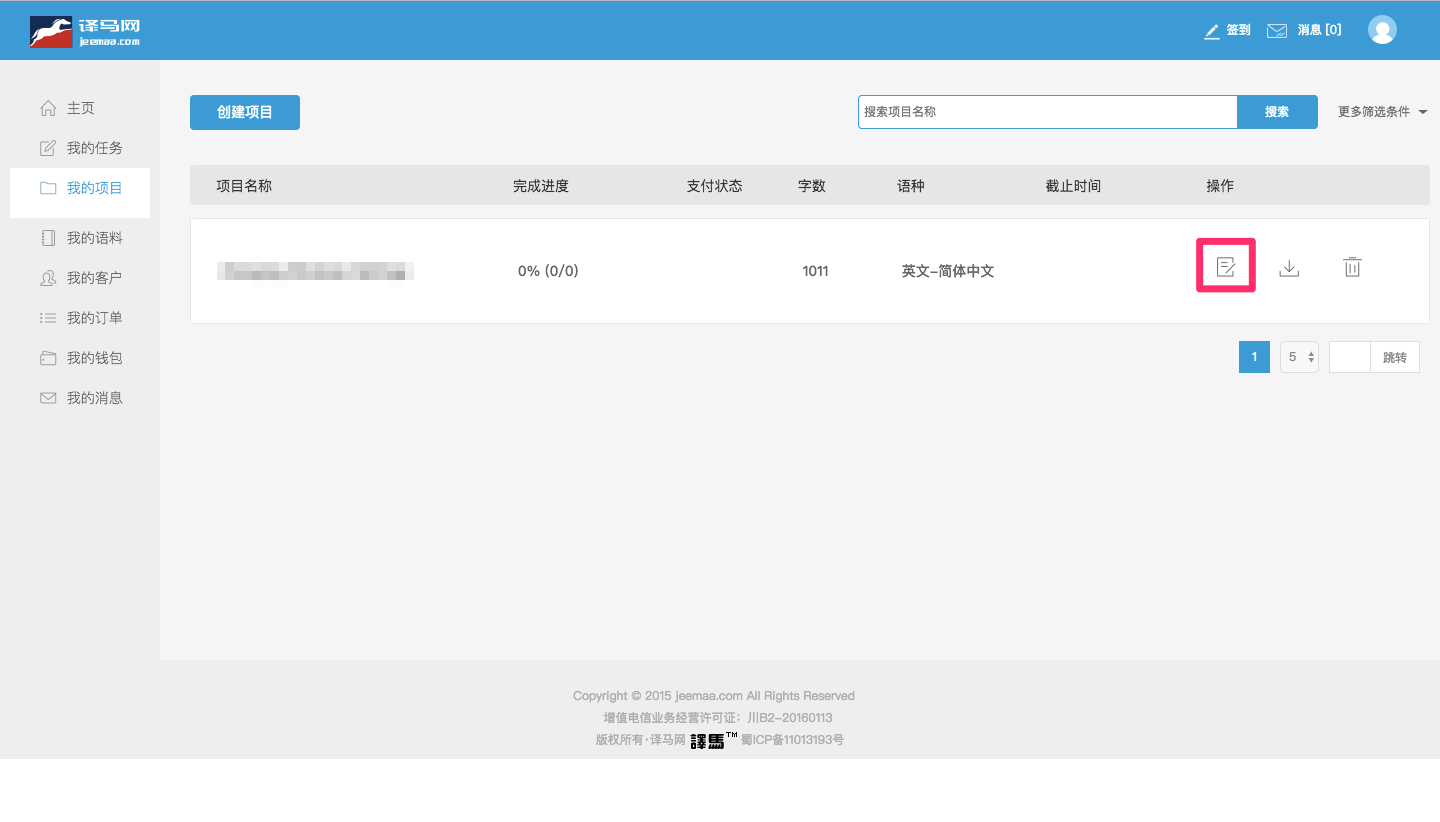 译马网
jeemaa.com
签到 消息 [0]
主页
我的任务
我的项目
我的语料
我的客户
我的订单
我的钱包
我的消息
创建项目
搜索项目名称 搜索 更多筛选条件
项目名称 完成进度 支付状态 字数 语种 截止时间 操作
0% (0/0) 1011 英文-简体中文
1 5 跳转
Copyright © 2015 jeemaa.com All Rights Reserved
增值电信业务经营许可证：川B2-20160113
版权所有·译马网 譯馬™ 蜀ICP备11013193号